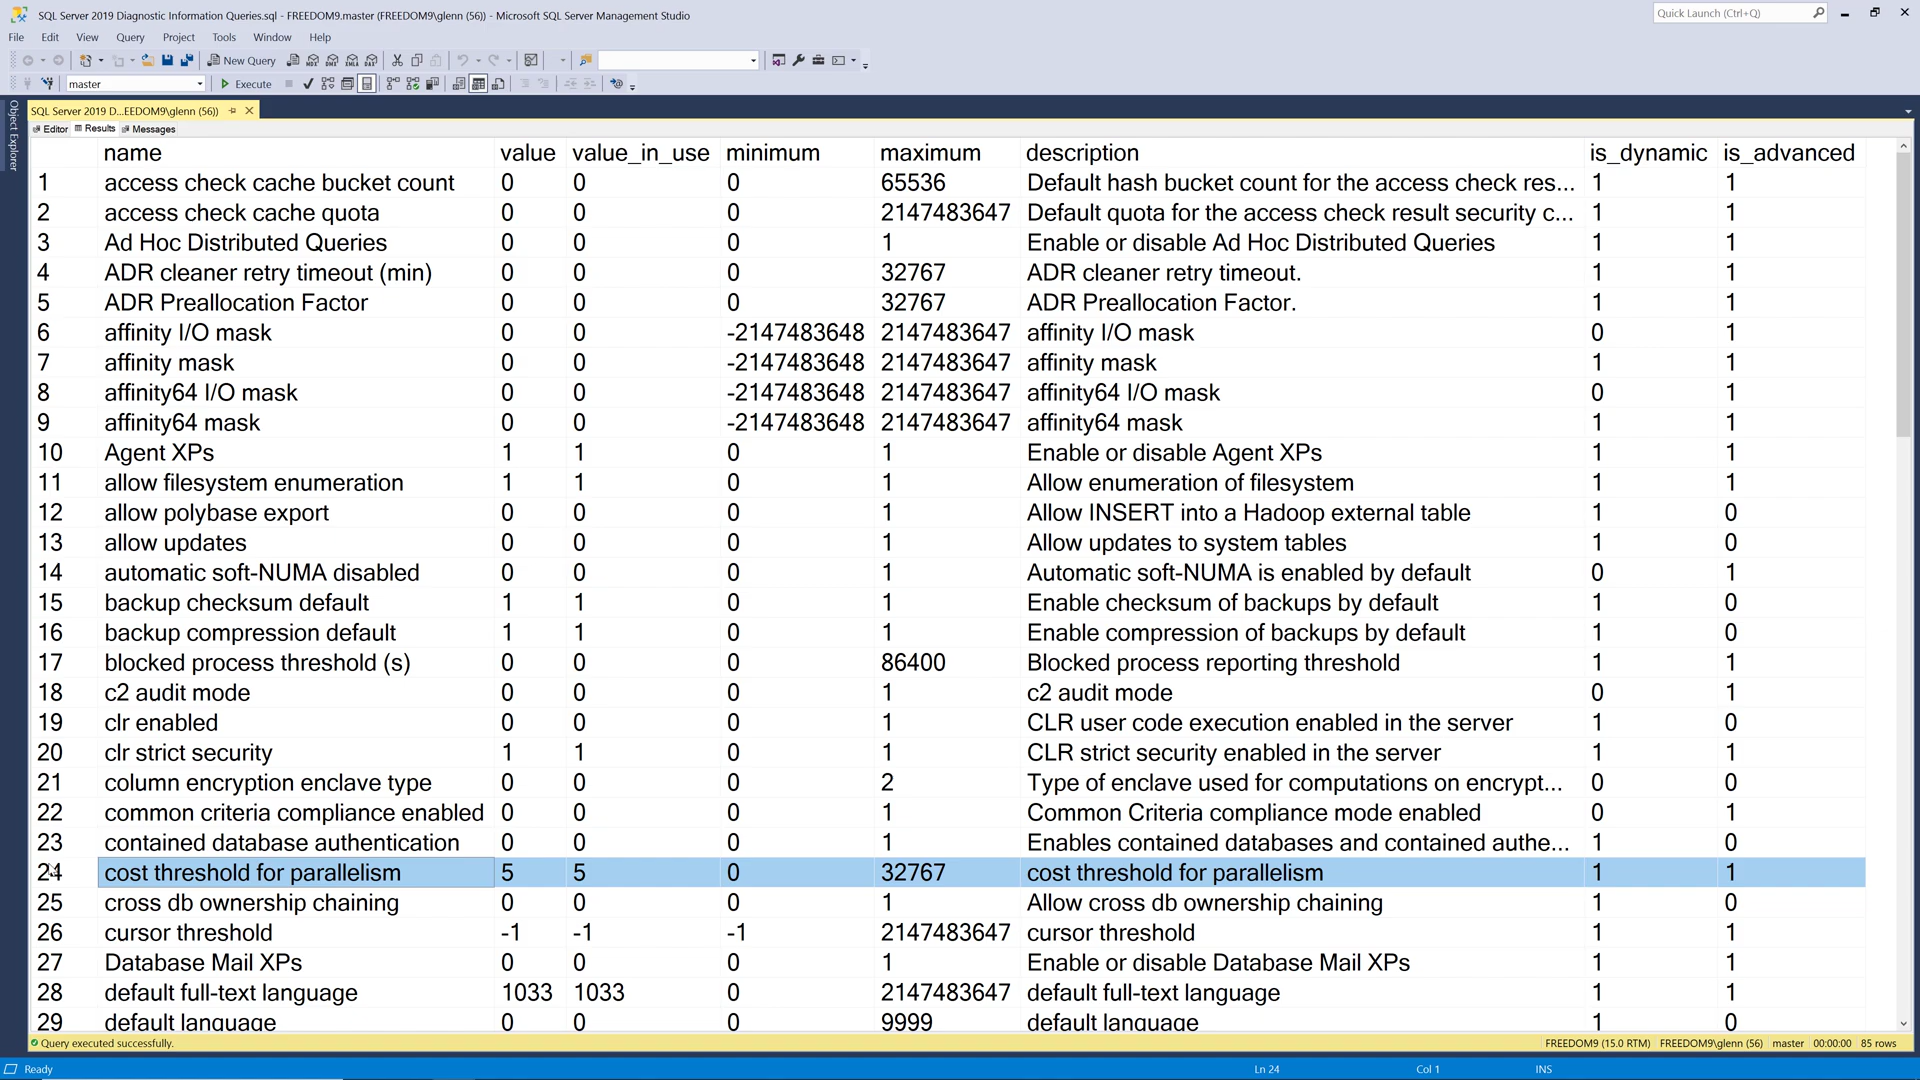 SQL Server 2019 Diagnostic Information Queries.sql - FREEDOM9.master (FREEDOM9\glenn (56)) - Microsoft SQL Server Management Studio
Quick Launch (Ctrl+Q)
File Edit View Query Project Tools Window Help
New Query MDX DMX XMLA DAX
master Execute
Object Explorer
SQL Server 2019 D...EEDOM9\glenn (56))
Editor Results Messages
name value value_in_use minimum maximum description is_dynamic is_advanced
1 access check cache bucket count 0 0 0 65536 Default hash bucket count for the access check res... 1 1
2 access check cache quota 0 0 0 2147483647 Default quota for the access check result security c... 1 1
3 Ad Hoc Distributed Queries 0 0 0 1 Enable or disable Ad Hoc Distributed Queries 1 1
4 ADR cleaner retry timeout (min) 0 0 0 32767 ADR cleaner retry timeout. 1 1
5 ADR Preallocation Factor 0 0 0 32767 ADR Preallocation Factor. 1 1
6 affinity I/O mask 0 0 -2147483648 2147483647 affinity I/O mask 0 1
7 affinity mask 0 0 -2147483648 2147483647 affinity mask 1 1
8 affinity64 I/O mask 0 0 -2147483648 2147483647 affinity64 I/O mask 0 1
9 affinity64 mask 0 0 -2147483648 2147483647 affinity64 mask 1 1
10 Agent XPs 1 1 0 1 Enable or disable Agent XPs 1 1
11 allow filesystem enumeration 1 1 0 1 Allow enumeration of filesystem 1 1
12 allow polybase export 0 0 0 1 Allow INSERT into a Hadoop external table 1 0
13 allow updates 0 0 0 1 Allow updates to system tables 1 0
14 automatic soft-NUMA disabled 0 0 0 1 Automatic soft-NUMA is enabled by default 0 1
15 backup checksum default 1 1 0 1 Enable checksum of backups by default 1 0
16 backup compression default 1 1 0 1 Enable compression of backups by default 1 0
17 blocked process threshold (s) 0 0 0 86400 Blocked process reporting threshold 1 1
18 c2 audit mode 0 0 0 1 c2 audit mode 0 1
19 clr enabled 0 0 0 1 CLR user code execution enabled in the server 1 0
20 clr strict security 1 1 0 1 CLR strict security enabled in the server 1 1
21 column encryption enclave type 0 0 0 2 Type of enclave used for computations on encrypt... 0 0
22 common criteria compliance enabled 0 0 0 1 Common Criteria compliance mode enabled 0 1
23 contained database authentication 0 0 0 1 Enables contained databases and contained authe... 1 0
24 cost threshold for parallelism 5 5 0 32767 cost threshold for parallelism 1 1
25 cross db ownership chaining 0 0 0 1 Allow cross db ownership chaining 1 0
26 cursor threshold -1 -1 -1 2147483647 cursor threshold 1 1
27 Database Mail XPs 0 0 0 1 Enable or disable Database Mail XPs 1 1
28 default full-text language 1033 1033 0 2147483647 default full-text language 1 1
29 default language 0 0 0 9999 default language 1 0
Query executed successfully. FREEDOM9 (15.0 RTM) FREEDOM9\glenn (56) master 00:00:00 85 rows
Ready Ln 24 Col 1 INS